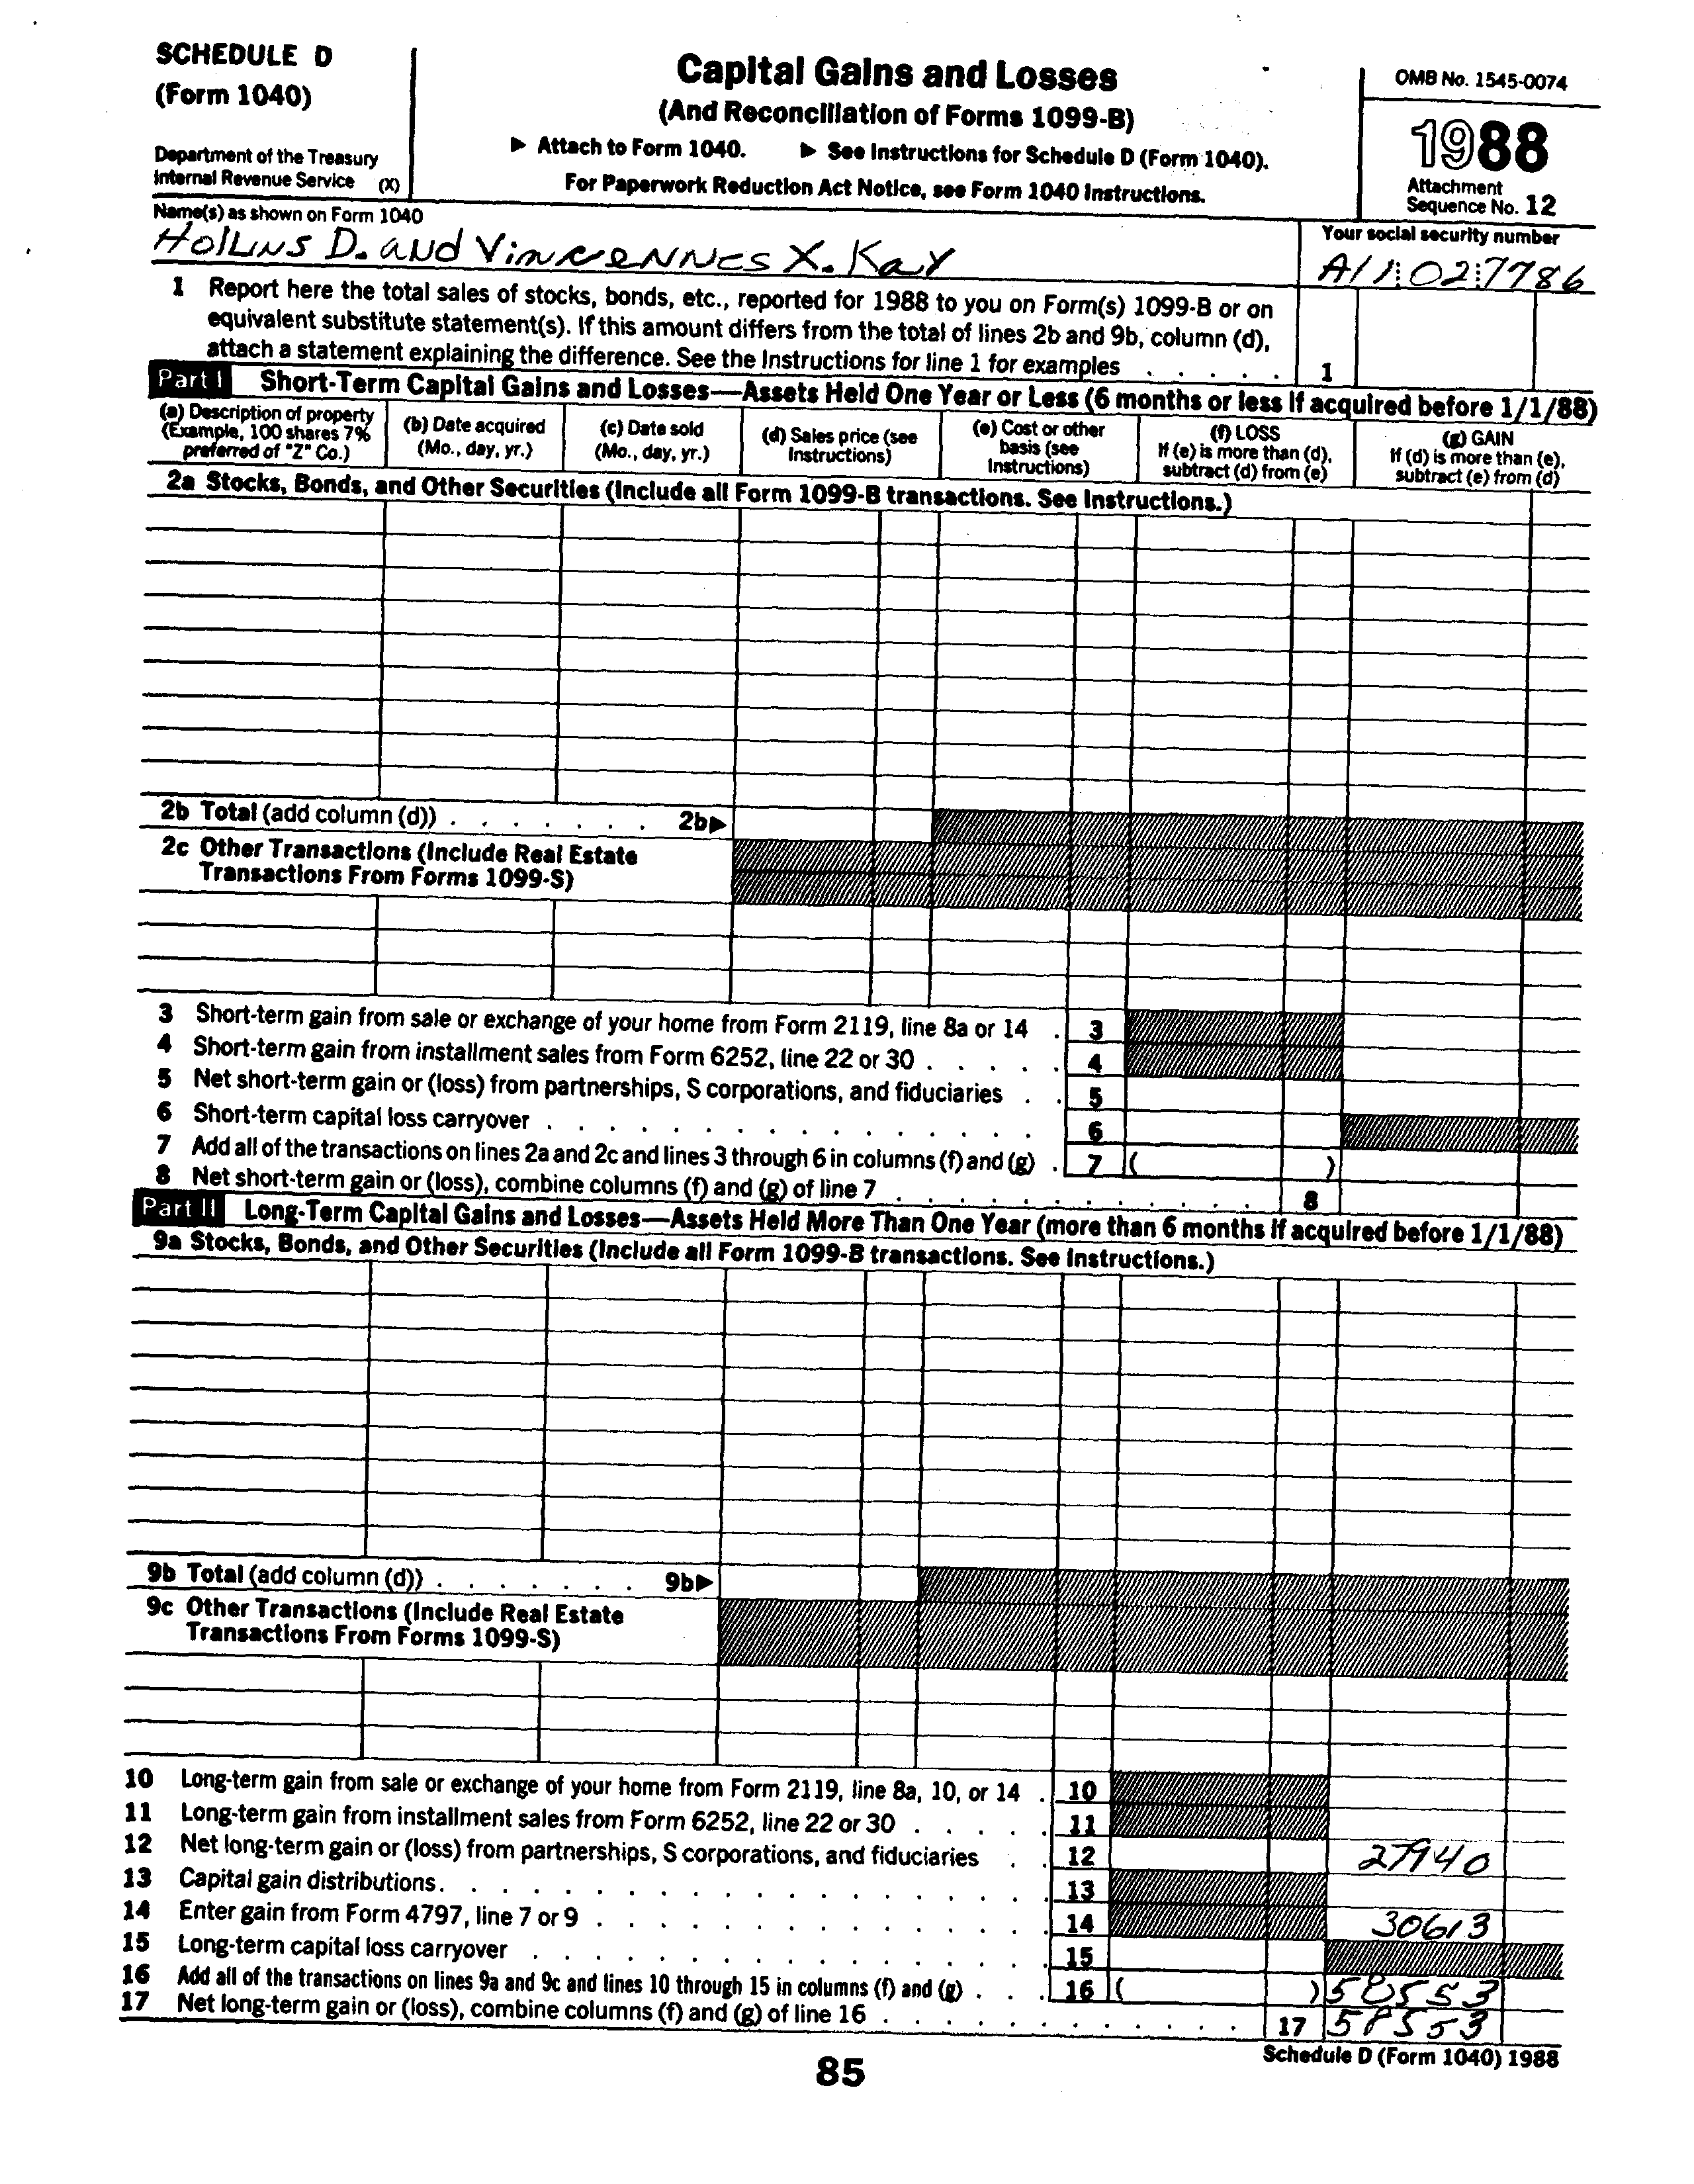 SCHEDULE D
(Form 1040)
Department of the Treasury
Internal Revenue Service (X)
Capital Gains and Losses
(And Reconciliation of Forms 1099-B)
▶ Attach to Form 1040. ▶ See Instructions for Schedule D (Form 1040).
For Paperwork Reduction Act Notice, see Form 1040 Instructions.
OMB No. 1545-0074
1988
Attachment
Sequence No. 12
Name(s) as shown on Form 1040
Hollins D. and Vincennes X. Kay
Your social security number
A11:02:7786
1 Report here the total sales of stocks, bonds, etc., reported for 1988 to you on Form(s) 1099-B or on
equivalent substitute statement(s). If this amount differs from the total of lines 2b and 9b, column (d),
attach a statement explaining the difference. See the Instructions for line 1 for examples . . . . . 1
Part I Short-Term Capital Gains and Losses—Assets Held One Year or Less (6 months or less if acquired before 1/1/88)
(a) Description of property
(Example, 100 shares 7%
preferred of "Z" Co.)
(b) Date acquired
(Mo., day, yr.)
(c) Date sold
(Mo., day, yr.)
(d) Sales price (see
Instructions)
(e) Cost or other
basis (see
Instructions)
(f) LOSS
If (e) is more than (d),
subtract (d) from (e)
(g) GAIN
If (d) is more than (e),
subtract (e) from (d)
2a Stocks, Bonds, and Other Securities (Include all Form 1099-B transactions. See Instructions.)
2b Total (add column (d)) . . . . . . . 2b▶
2c Other Transactions (Include Real Estate
Transactions From Forms 1099-S)
3 Short-term gain from sale or exchange of your home from Form 2119, line 8a or 14 . 3
4 Short-term gain from installment sales from Form 6252, line 22 or 30 . . . . . 4
5 Net short-term gain or (loss) from partnerships, S corporations, and fiduciaries . . 5
6 Short-term capital loss carryover . . . . . . . . . . . . . . . . 6
7 Add all of the transactions on lines 2a and 2c and lines 3 through 6 in columns (f) and (g) . 7 ( )
8 Net short-term gain or (loss), combine columns (f) and (g) of line 7 . . . . . . . . . . . . 8
Part II Long-Term Capital Gains and Losses—Assets Held More Than One Year (more than 6 months if acquired before 1/1/88)
9a Stocks, Bonds, and Other Securities (Include all Form 1099-B transactions. See Instructions.)
9b Total (add column (d)) . . . . . . . 9b▶
9c Other Transactions (Include Real Estate
Transactions From Forms 1099-S)
10 Long-term gain from sale or exchange of your home from Form 2119, line 8a, 10, or 14 . 10
11 Long-term gain from installment sales from Form 6252, line 22 or 30 . . . . . 11
12 Net long-term gain or (loss) from partnerships, S corporations, and fiduciaries . . 12 27940
13 Capital gain distributions. . . . . . . . . . . . . . . . . . . 13
14 Enter gain from Form 4797, line 7 or 9 . . . . . . . . . . . . . . 14 30613
15 Long-term capital loss carryover . . . . . . . . . . . . . . . . 15
16 Add all of the transactions on lines 9a and 9c and lines 10 through 15 in columns (f) and (g) . . . 16 ( ) 58553
17 Net long-term gain or (loss), combine columns (f) and (g) of line 16 . . . . . . . . . . . . 17 58553
Schedule D (Form 1040) 1988
85